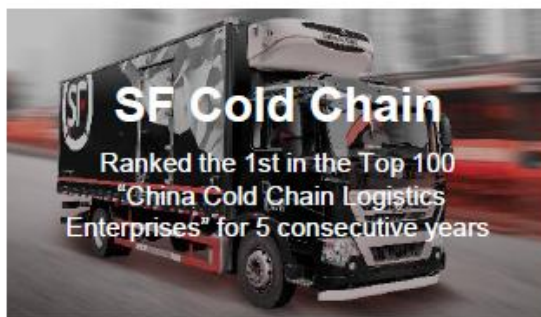 SF
SF Cold Chain
Ranked the 1st in the Top 100
“China Cold Chain Logistics
Enterprises” for 5 consecutive years